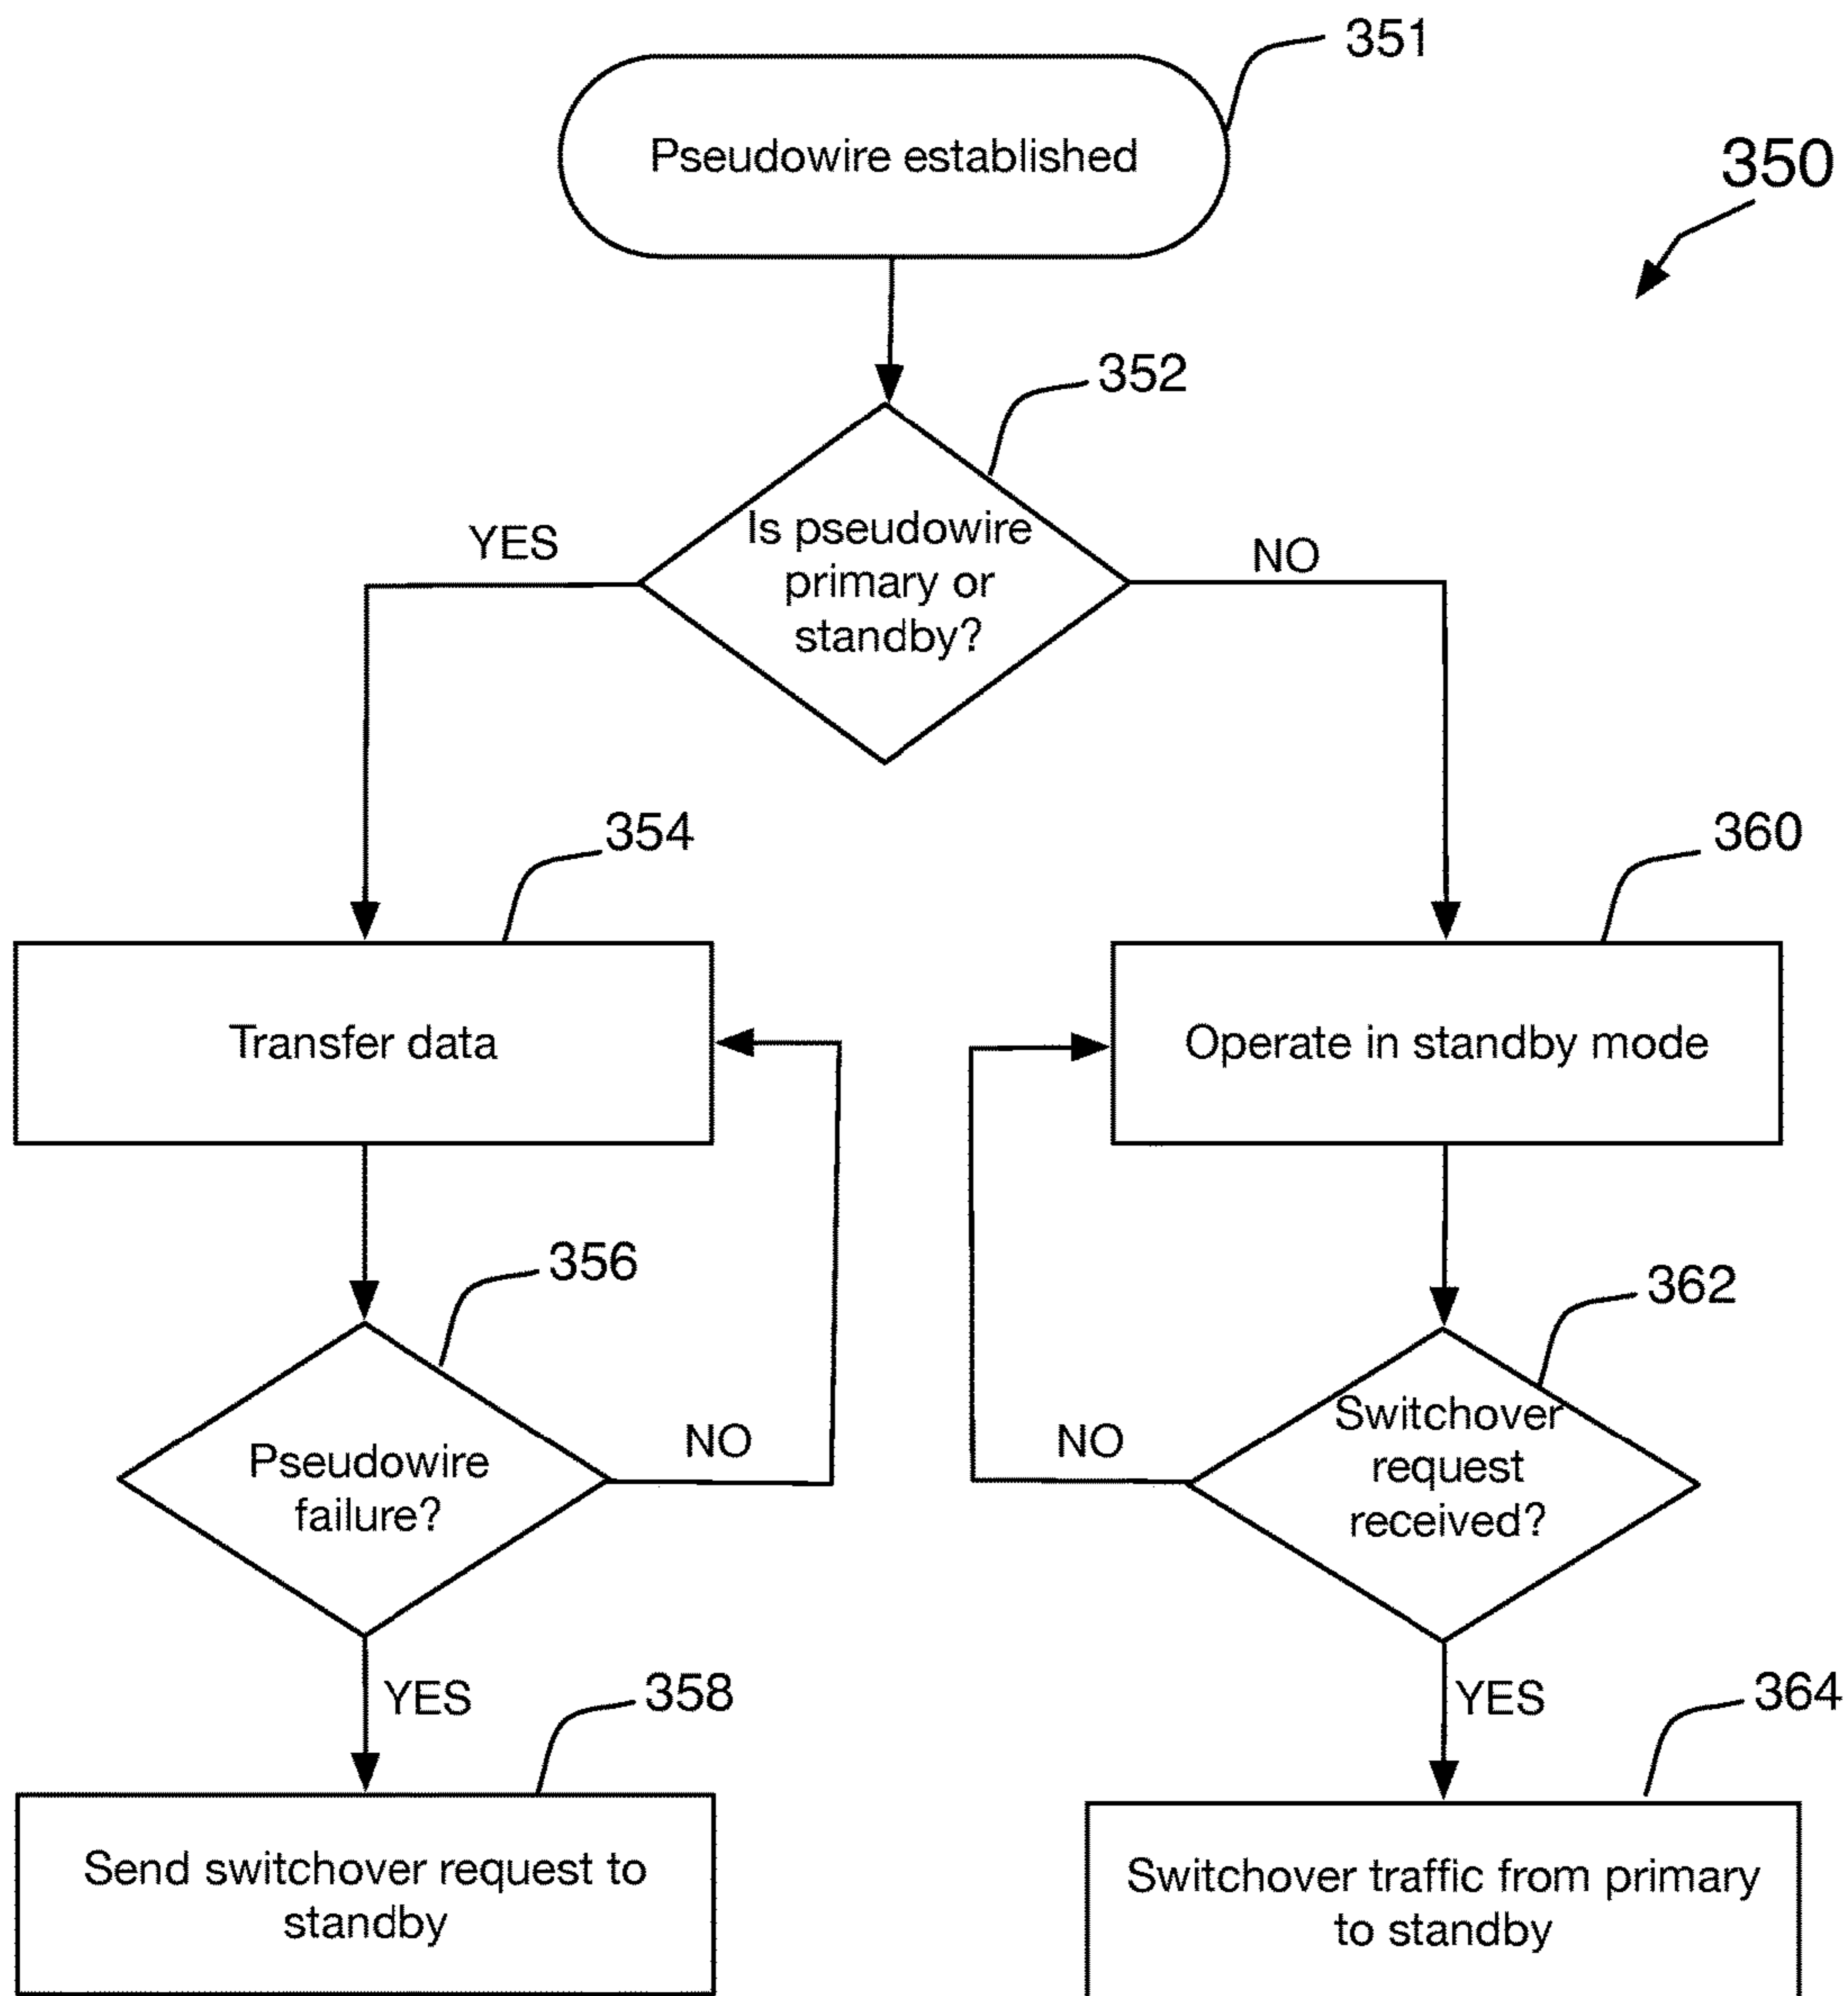 351
Pseudowire established
350
352
Is pseudowire
primary or
standby?
YES
NO
354
360
Transfer data
Operate in standby mode
356
362
Pseudowire
failure?
NO
NO
Switchover
request
received?
YES
358
YES
364
Send switchover request to
standby
Switchover traffic from primary
to standby